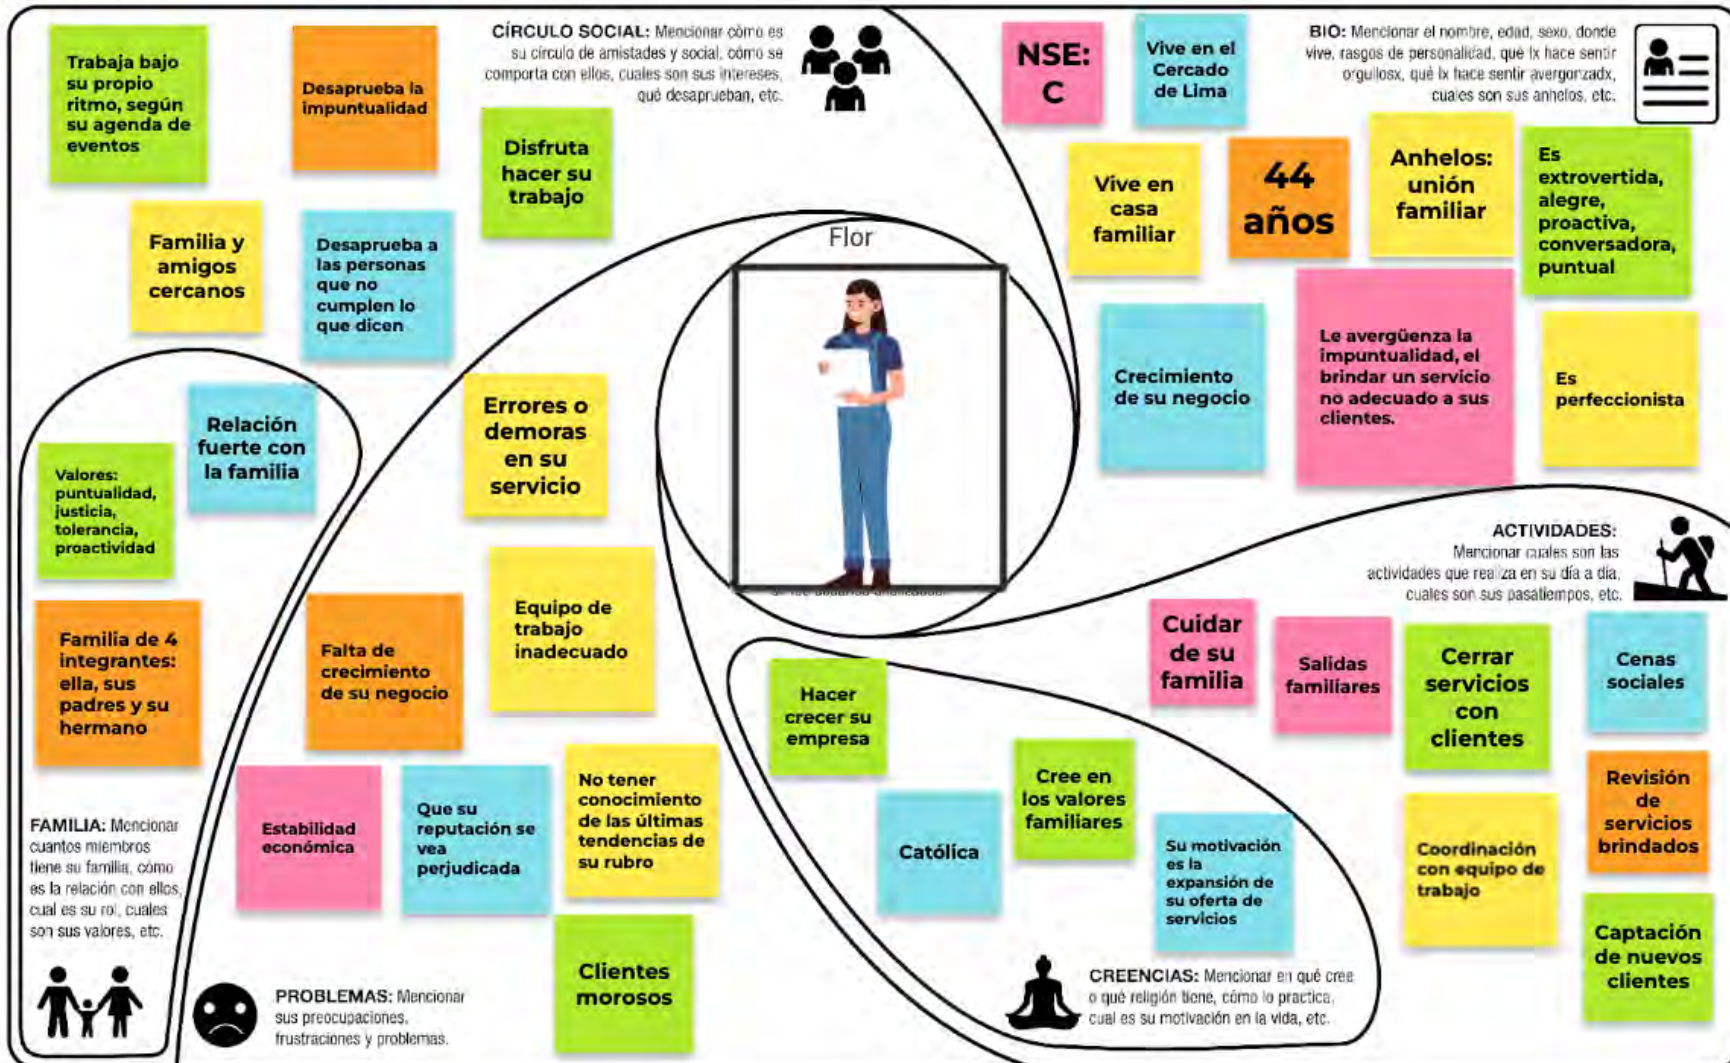 CÍRCULO SOCIAL: Mencionar cómo es
su círculo de amistades y social, cómo se
comporta con ellos, cuales son sus intereses,
qué desaprueban, etc.
Trabaja bajo
su propio
ritmo, según
su agenda de
eventos
Desaprueba la
impuntualidad
Disfruta
hacer su
trabajo
Familia y
amigos
cercanos
Desaprueba a
las personas
que no
cumplen lo
que dicen
BIO: Mencionar el nombre, edad, sexo, donde
vive, rasgos de personalidad, qué lx hace sentir
orgullosx, qué lx hace sentir avergonzadx,
cuales son sus anhelos, etc.
NSE:
C
Vive en el
Cercado
de Lima
Vive en
casa
familiar
44
años
Anhelos:
unión
familiar
Es
extrovertida,
alegre,
proactiva,
conversadora,
puntual
Crecimiento
de su negocio
Le avergüenza la
impuntualidad, el
brindar un servicio
no adecuado a sus
clientes.
Es
perfeccionista
Flor
Relación
fuerte con
la familia
Valores:
puntualidad,
justicia,
tolerancia,
proactividad
Familia de 4
integrantes:
ella, sus
padres y su
hermano
FAMILIA: Mencionar
cuantos miembros
tiene su familia, cómo
es la relación con ellos,
cual es su rol, cuales
son sus valores, etc.
Errores o
demoras
en su
servicio
Equipo de
trabajo
inadecuado
Falta de
crecimiento
de su negocio
Estabilidad
económica
Que su
reputación se
vea
perjudicada
No tener
conocimiento
de las últimas
tendencias de
su rubro
Clientes
morosos
PROBLEMAS: Mencionar
sus preocupaciones,
frustraciones y problemas.
Hacer
crecer su
empresa
Católica
Cree en
los valores
familiares
Su motivación
es la
expansión de
su oferta de
servicios
CREENCIAS: Mencionar en qué cree
o qué religión tiene, cómo lo practica,
cual es su motivación en la vida, etc.
ACTIVIDADES:
Mencionar cuales son las
actividades que realiza en su día a día,
cuales son sus pasatiempos, etc.
Cuidar
de su
familia
Salidas
familiares
Cerrar
servicios
con
clientes
Cenas
sociales
Revisión
de
servicios
brindados
Coordinación
con equipo de
trabajo
Captación
de nuevos
clientes